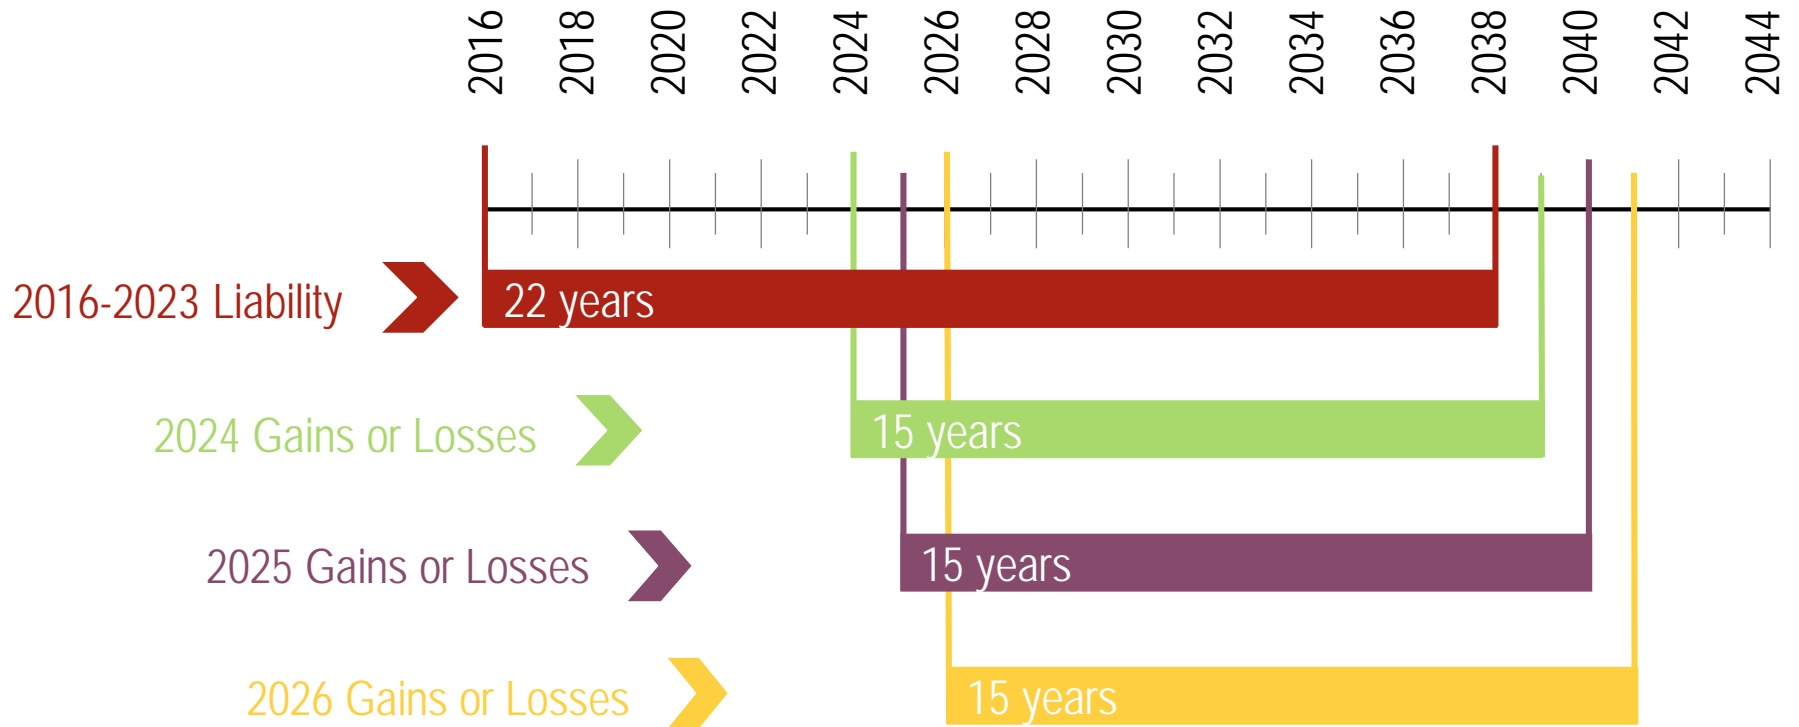 2016 2018 2020 2022 2024 2026 2028 2030 2032 2034 2036 2038 2040 2042 2044
2016-2023 Liability 22 years
2024 Gains or Losses 15 years
2025 Gains or Losses 15 years
2026 Gains or Losses 15 years